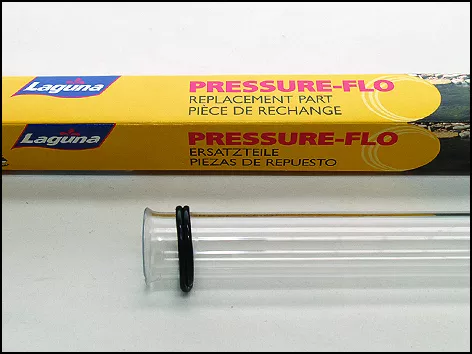 Laguna
PRESSURE-FLO
REPLACEMENT PART
PIÈCE DE RECHANGE
Laguna
PRESSURE-FLO
ERSATZTEILE
PIEZAS DE REPUESTO